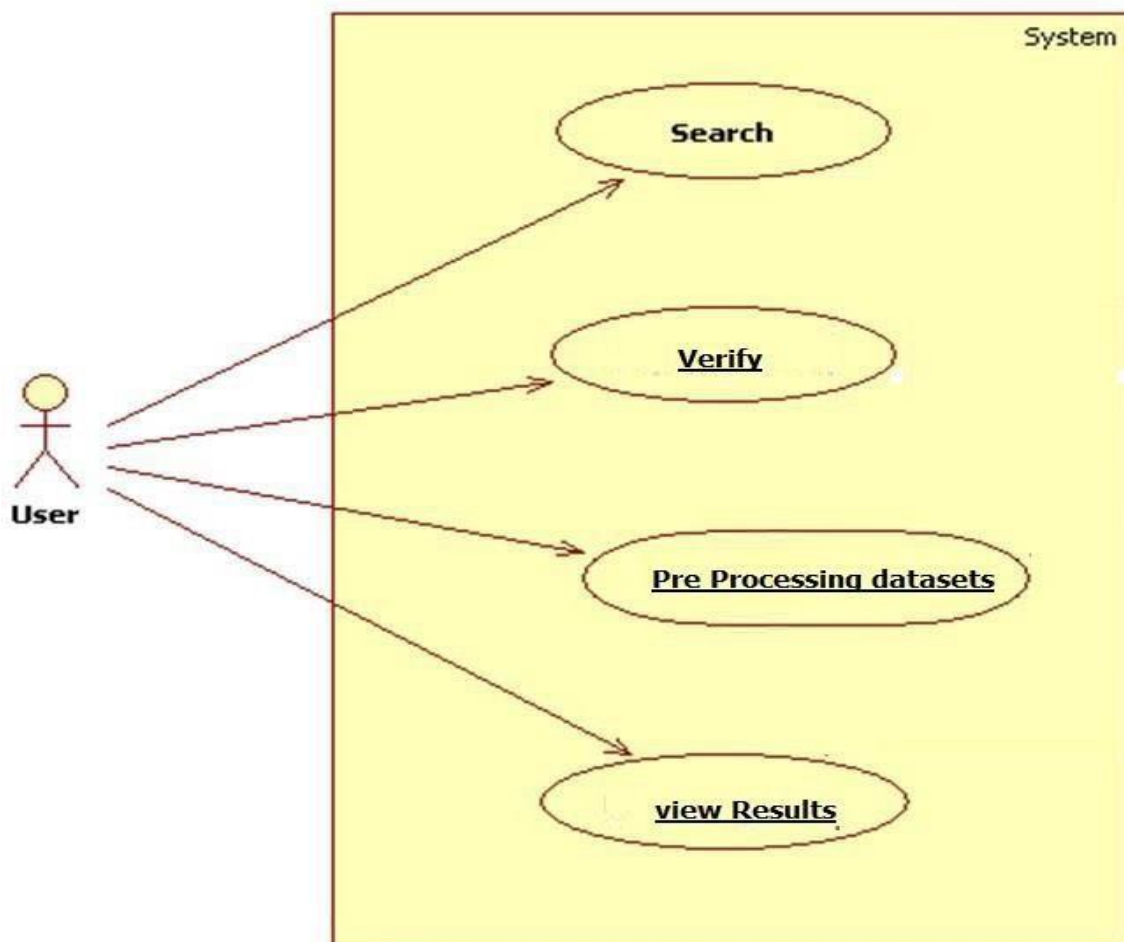 System
Search
Verify
User
Pre Processing datasets
view Results